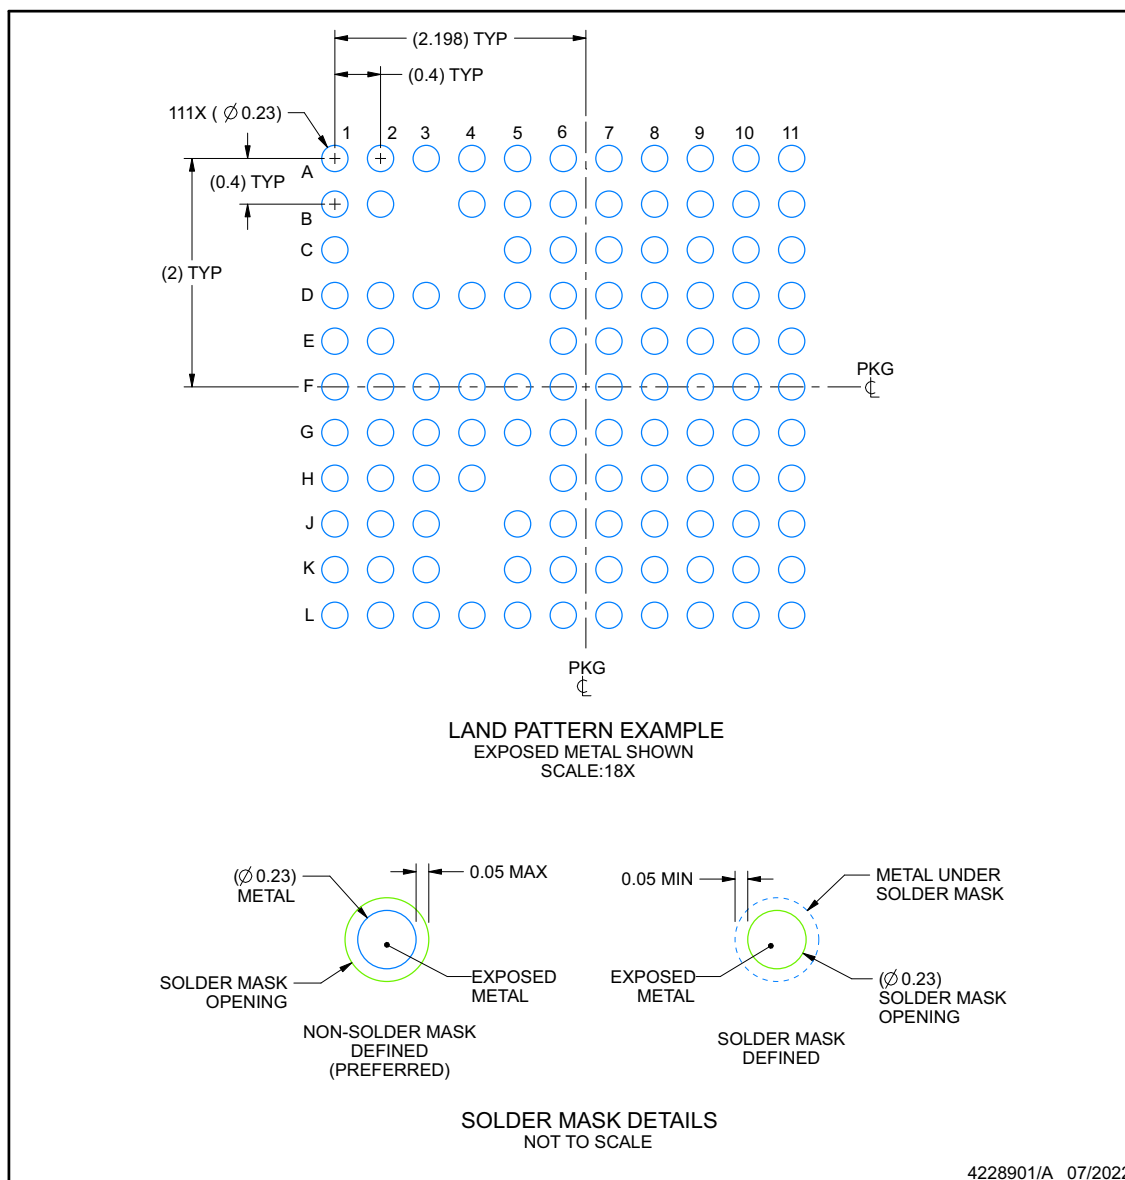 (2.198) TYP
(0.4) TYP
111X ( ∅ 0.23)
1 2 3 4 5 6 7 8 9 10 11
A
(0.4) TYP
B
C
(2) TYP
D
E
PKG
F
℄
G
H
J
K
L
PKG
℄
LAND PATTERN EXAMPLE
EXPOSED METAL SHOWN
SCALE:18X
(∅ 0.23)
METAL
0.05 MAX
SOLDER MASK
OPENING
EXPOSED
METAL
NON-SOLDER MASK
DEFINED
(PREFERRED)
0.05 MIN
METAL UNDER
SOLDER MASK
EXPOSED
METAL
(∅ 0.23)
SOLDER MASK
OPENING
SOLDER MASK
DEFINED
SOLDER MASK DETAILS
NOT TO SCALE
4228901/A 07/2022